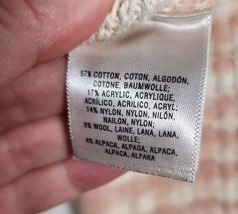 57% COTTON, COTON, ALGODÓN,
COTONE, BAUMWOLLE;
17% ACRYLIC, ACRYLIQUE,
ACRÍLICO, ACRILICO, ACRYL;
14% NYLON, NYLON, NILÓN,
NAILON, NYLON;
8% WOOL, LAINE, LANA, LANA,
WOLLE;
4% ALPACA, ALPAGA, ALPACA,
ALPACA, ALPAKA